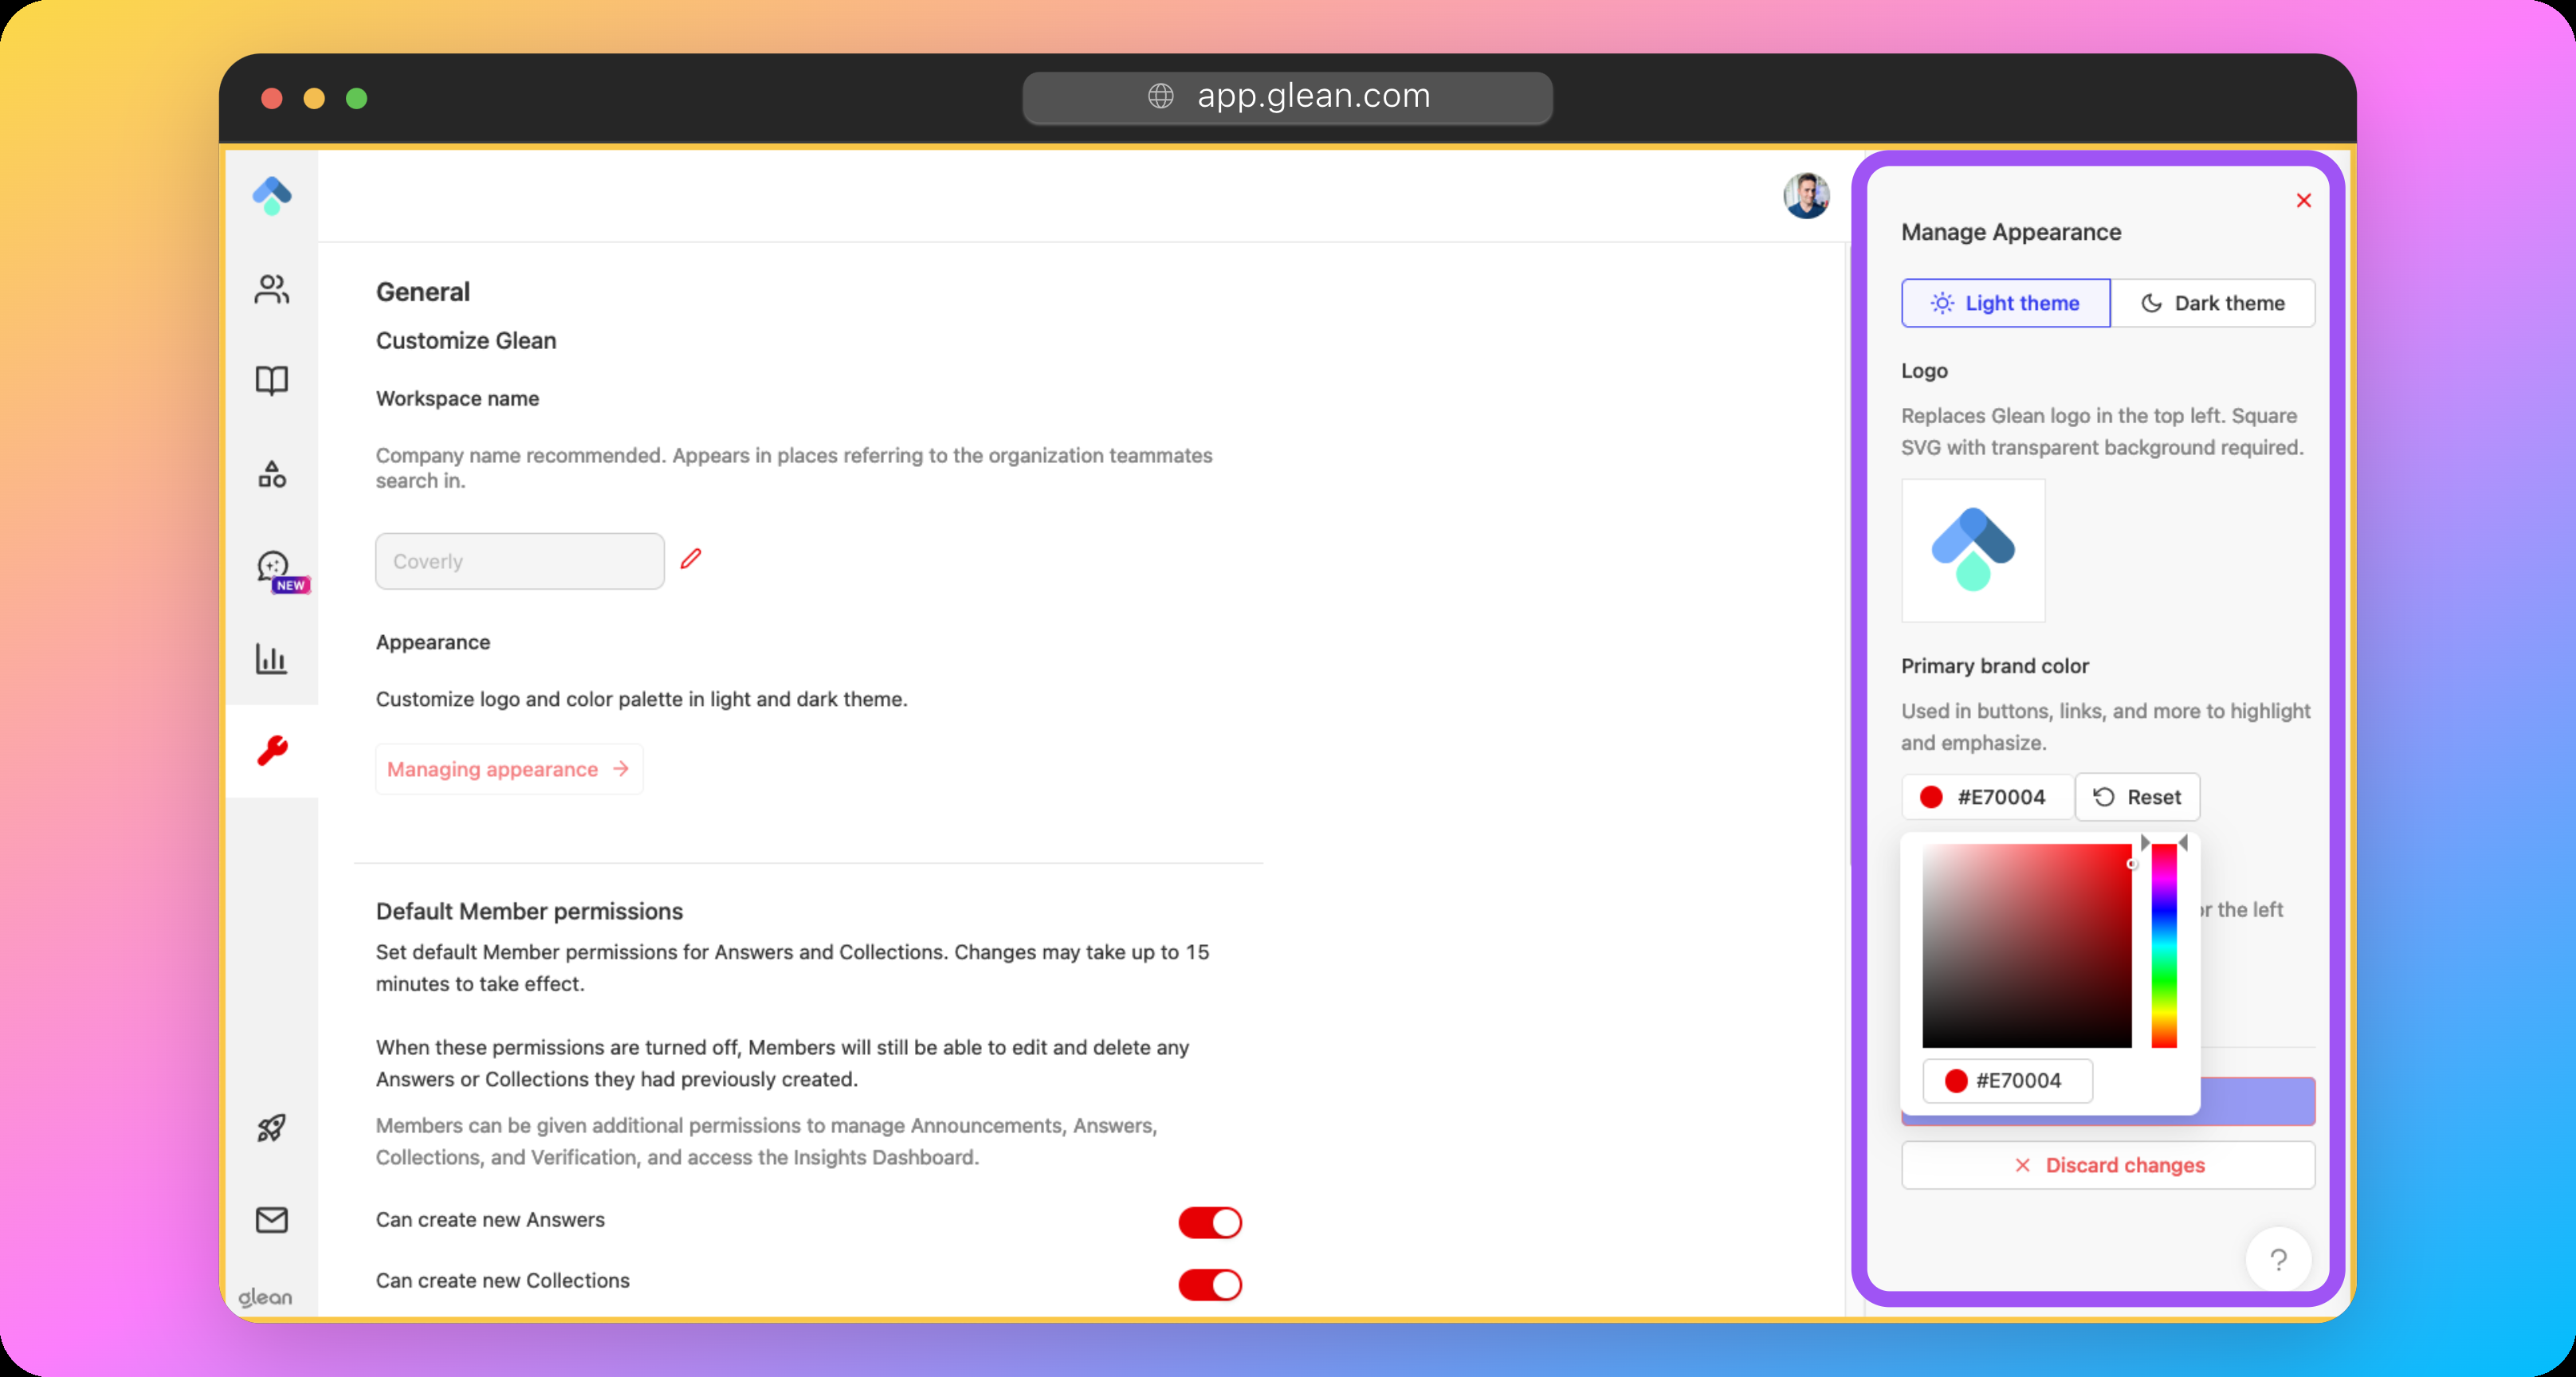 app.glean.com
General
Customize Glean
Workspace name
Company name recommended. Appears in places referring to the organization teammates
search in.
Coverly
Appearance
Customize logo and color palette in light and dark theme.
Managing appearance
Default Member permissions
Set default Member permissions for Answers and Collections. Changes may take up to 15
minutes to take effect.
When these permissions are turned off, Members will still be able to edit and delete any
Answers or Collections they had previously created.
Members can be given additional permissions to manage Announcements, Answers,
Collections, and Verification, and access the Insights Dashboard.
Can create new Answers
Can create new Collections
NEW
glean
Manage Appearance
Light theme
Dark theme
Logo
Replaces Glean logo in the top left. Square
SVG with transparent background required.
Primary brand color
Used in buttons, links, and more to highlight
and emphasize.
#E70004
Reset
the left
#E70004
Discard changes
?